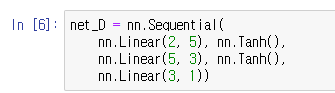 In [6]: net_D = nn.Sequential(
nn.Linear(2, 5), nn.Tanh(),
nn.Linear(5, 3), nn.Tanh(),
nn.Linear(3, 1))